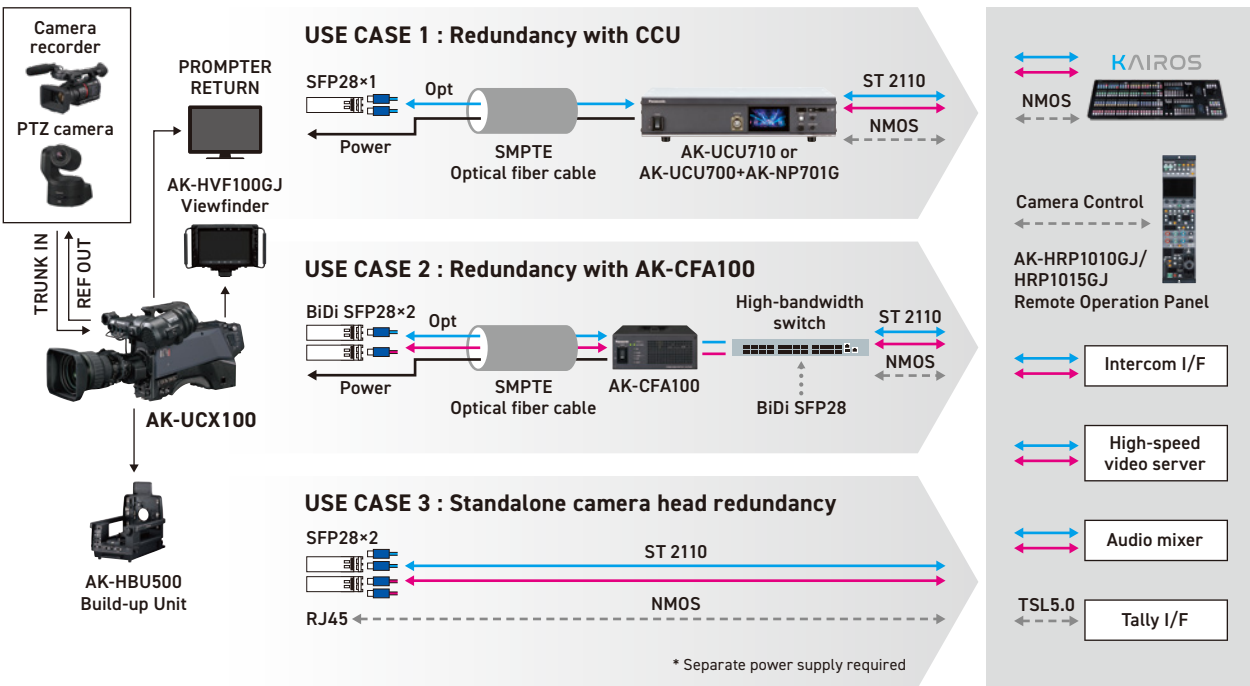 Camera
recorder
PTZ camera
TRUNK IN
REF OUT
PROMPTER
RETURN
AK-HVF100GJ
Viewfinder
AK-UCX100
AK-HBU500
Build-up Unit
USE CASE 1 : Redundancy with CCU
SFP28×1
Opt
Power
SMPTE
Optical fiber cable
Panasonic
AK-UCU710 or
AK-UCU700+AK-NP701G
ST 2110
NMOS
USE CASE 2 : Redundancy with AK-CFA100
BiDi SFP28×2
Opt
Power
SMPTE
Optical fiber cable
AK-CFA100
High-bandwidth
switch
BiDi SFP28
ST 2110
NMOS
USE CASE 3 : Standalone camera head redundancy
SFP28×2
ST 2110
RJ45
NMOS
* Separate power supply required
KAIROS
NMOS
Camera Control
AK-HRP1010GJ/
HRP1015GJ
Remote Operation Panel
Intercom I/F
High-speed
video server
Audio mixer
TSL5.0
Tally I/F